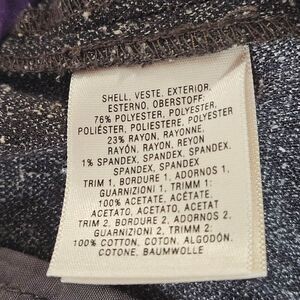 SHELL, VESTE, EXTERIOR,
ESTERNO, OBERSTOFF:
76% POLYESTER, POLYESTER,
POLIÉSTER, POLIESTERE, POLYESTER
23% RAYON, RAYONNE,
RAYÓN, RAYON, REYON
1% SPANDEX, SPANDEX,
SPANDEX, SPANDEX
TRIM 1, BORDURE 1, ADORNOS 1,
GUARNIZIONI 1, TRIMM 1:
100% ACETATE, ACÉTATE,
ACETATO, ACETATO, ACETAT
TRIM 2, BORDURE 2, ADORNOS 2,
GUARNIZIONI 2, TRIMM 2:
100% COTTON, COTON, ALGODÓN,
COTONE, BAUMWOLLE